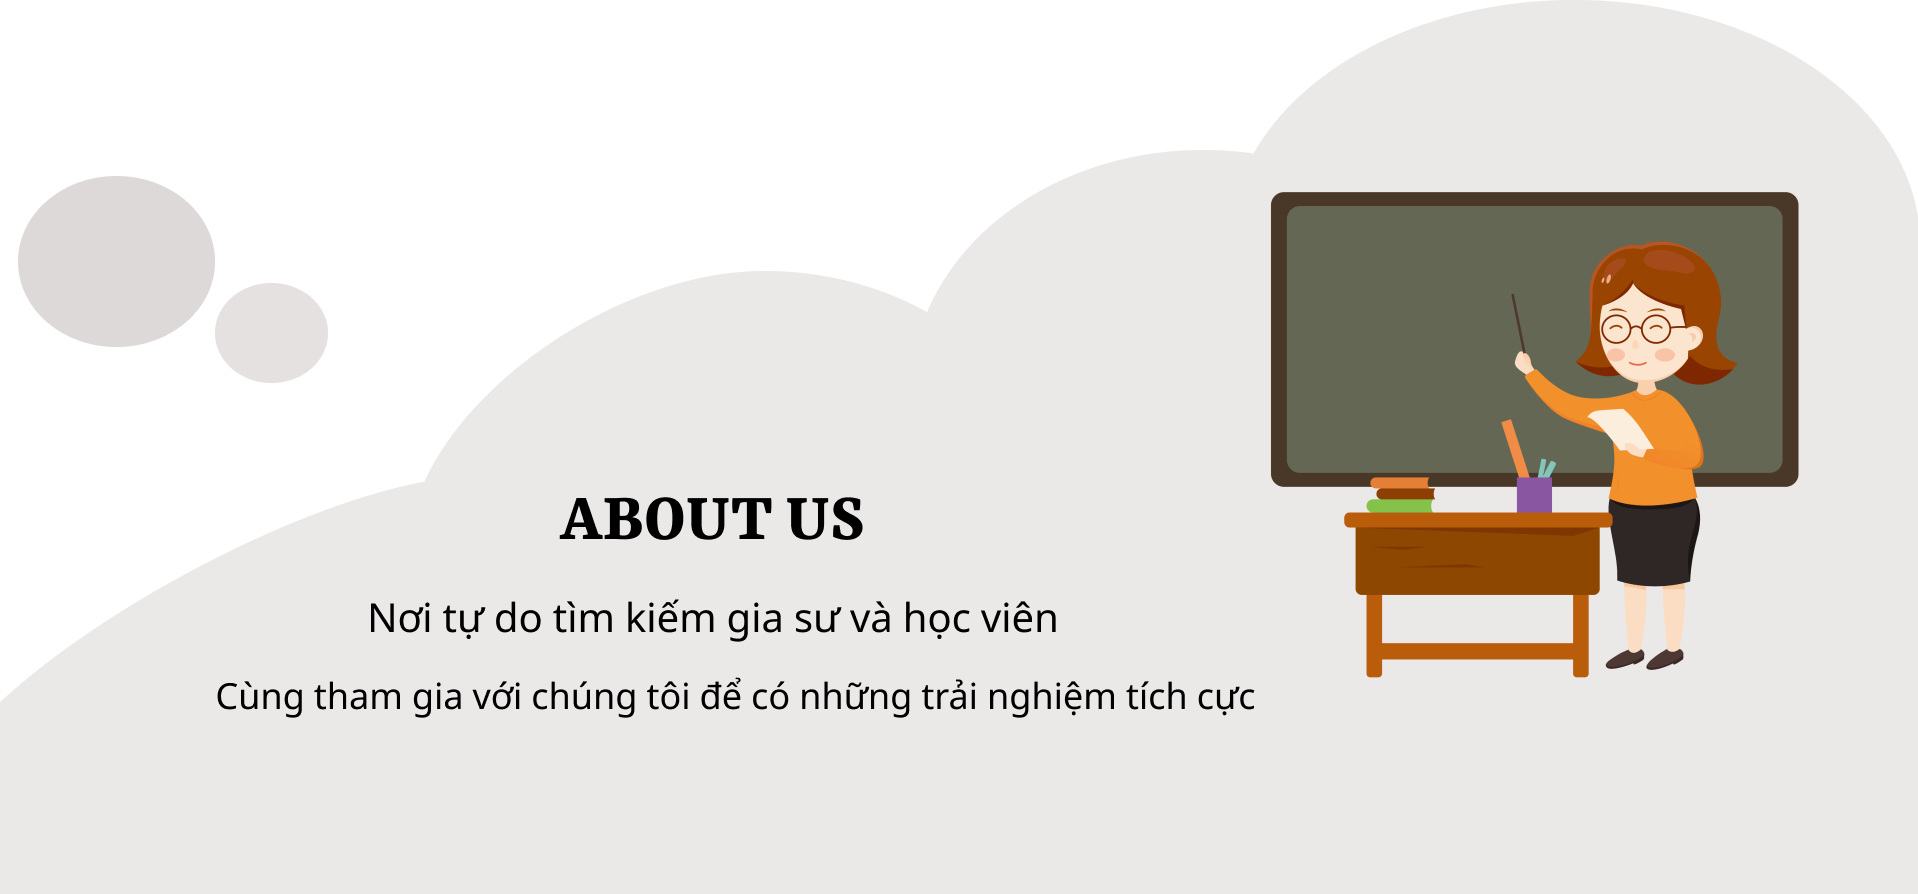 ABOUT US
Nơi tự do tìm kiếm gia sư và học viên
Cùng tham gia với chúng tôi để có những trải nghiệm tích cực